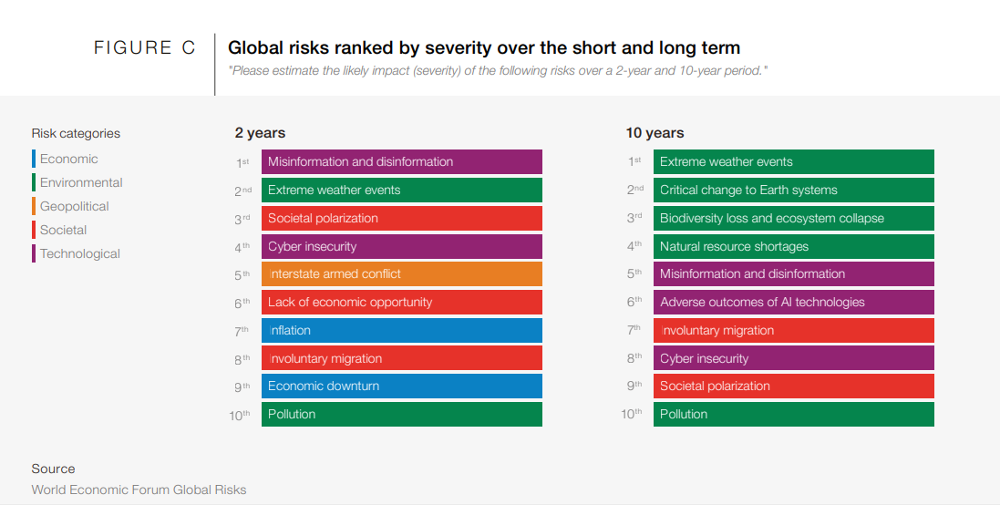 FIGURE C
Global risks ranked by severity over the short and long term
"Please estimate the likely impact (severity) of the following risks over a 2-year and 10-year period."
Risk categories
Economic
Environmental
Geopolitical
Societal
Technological
2 years
1st Misinformation and disinformation
2nd Extreme weather events
3rd Societal polarization
4th Cyber insecurity
5th Interstate armed conflict
6th Lack of economic opportunity
7th Inflation
8th Involuntary migration
9th Economic downturn
10th Pollution
10 years
1st Extreme weather events
2nd Critical change to Earth systems
3rd Biodiversity loss and ecosystem collapse
4th Natural resource shortages
5th Misinformation and disinformation
6th Adverse outcomes of AI technologies
7th Involuntary migration
8th Cyber insecurity
9th Societal polarization
10th Pollution
Source
World Economic Forum Global Risks